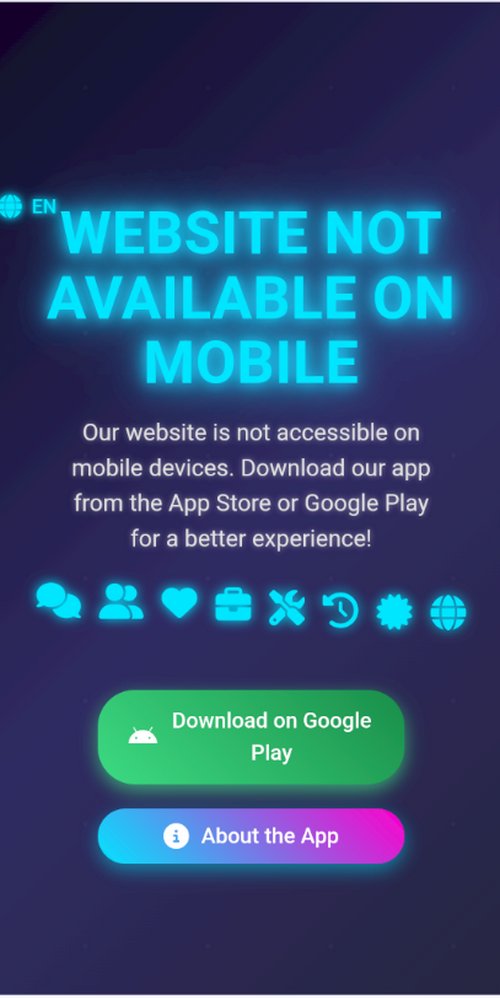 EN
WEBSITE NOT
AVAILABLE ON
MOBILE
Our website is not accessible on
mobile devices. Download our app
from the App Store or Google Play
for a better experience!
Download on Google
Play
About the App